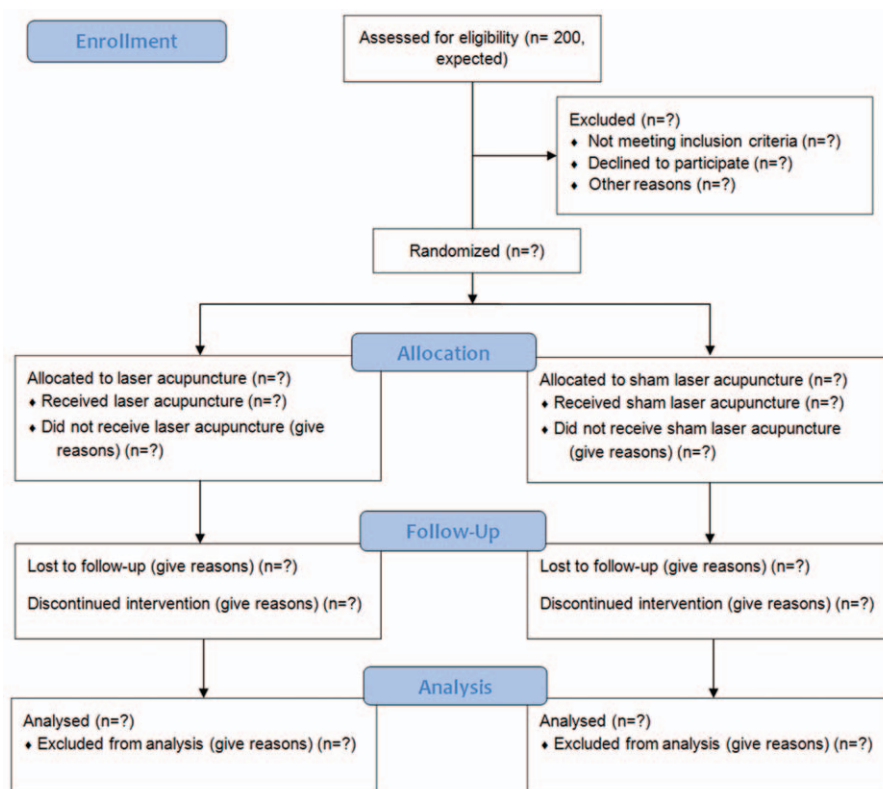 Enrollment
Assessed for eligibility (n= 200,
expected)
Excluded (n=?)
♦ Not meeting inclusion criteria (n=?)
♦ Declined to participate (n=?)
♦ Other reasons (n=?)
Randomized (n=?)
Allocation
Allocated to laser acupuncture (n=?)
♦ Received laser acupuncture (n=?)
♦ Did not receive laser acupuncture (give
reasons) (n=?)
Allocated to sham laser acupuncture (n=?)
♦ Received sham laser acupuncture (n=?)
♦ Did not receive sham laser acupuncture
(give reasons) (n=?)
Follow-Up
Lost to follow-up (give reasons) (n=?)
Discontinued intervention (give reasons) (n=?)
Lost to follow-up (give reasons) (n=?)
Discontinued intervention (give reasons) (n=?)
Analysis
Analysed (n=?)
♦ Excluded from analysis (give reasons) (n=?)
Analysed (n=?)
♦ Excluded from analysis (give reasons) (n=?)